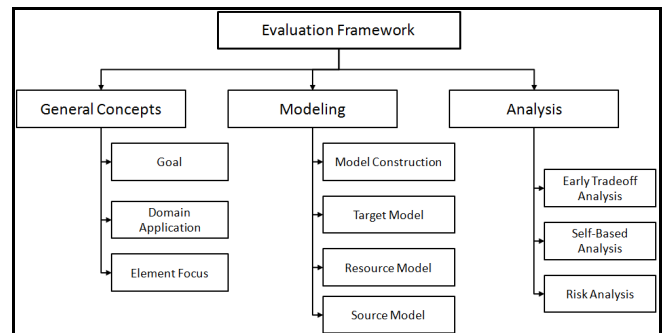 Evaluation Framework
General Concepts
Modeling
Analysis
Goal
Domain
Application
Element Focus
Model Construction
Target Model
Resource Model
Source Model
Early Tradeoff
Analysis
Self-Based
Analysis
Risk Analysis